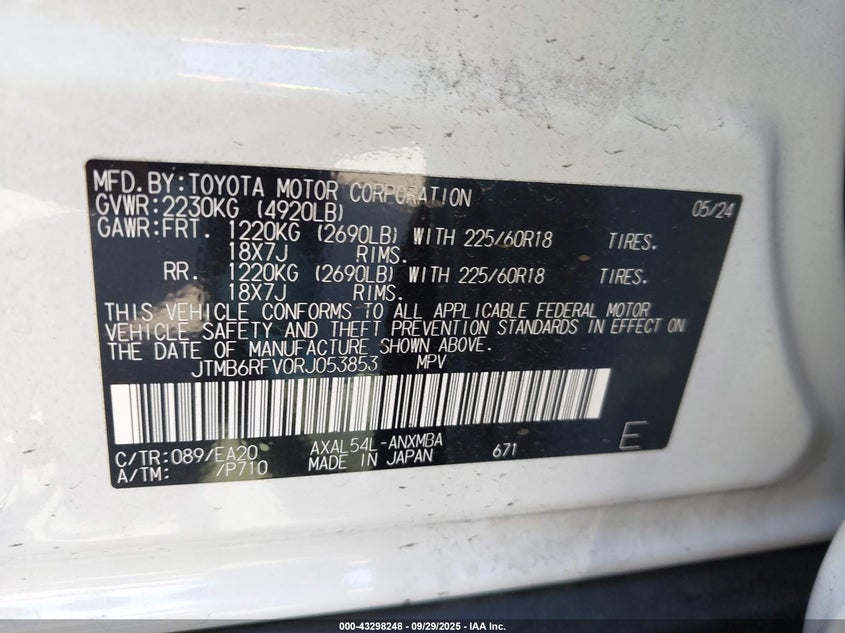 MFD.BY:TOYOTA MOTOR CORPORATION 05/24
GVWR:2230KG (4920LB)
GAWR:FRT. 1220KG (2690LB) WITH 225/60R18 TIRES.
18X7J RIMS.
RR. 1220KG (2690LB) WITH 225/60R18 TIRES.
18X7J RIMS.
THIS VEHICLE CONFORMS TO ALL APPLICABLE FEDERAL MOTOR
VEHICLE SAFETY AND THEFT PREVENTION STANDARDS IN EFFECT ON
THE DATE OF MANUFACTURE SHOWN ABOVE.
JTMB6RFV0RJ053853 MPV
C/TR:089/EA20 AXAL54L-ANXMBA 671 E
A/TM: /P710 MADE IN JAPAN
000-43298248 - 09/29/2025 - IAA Inc.